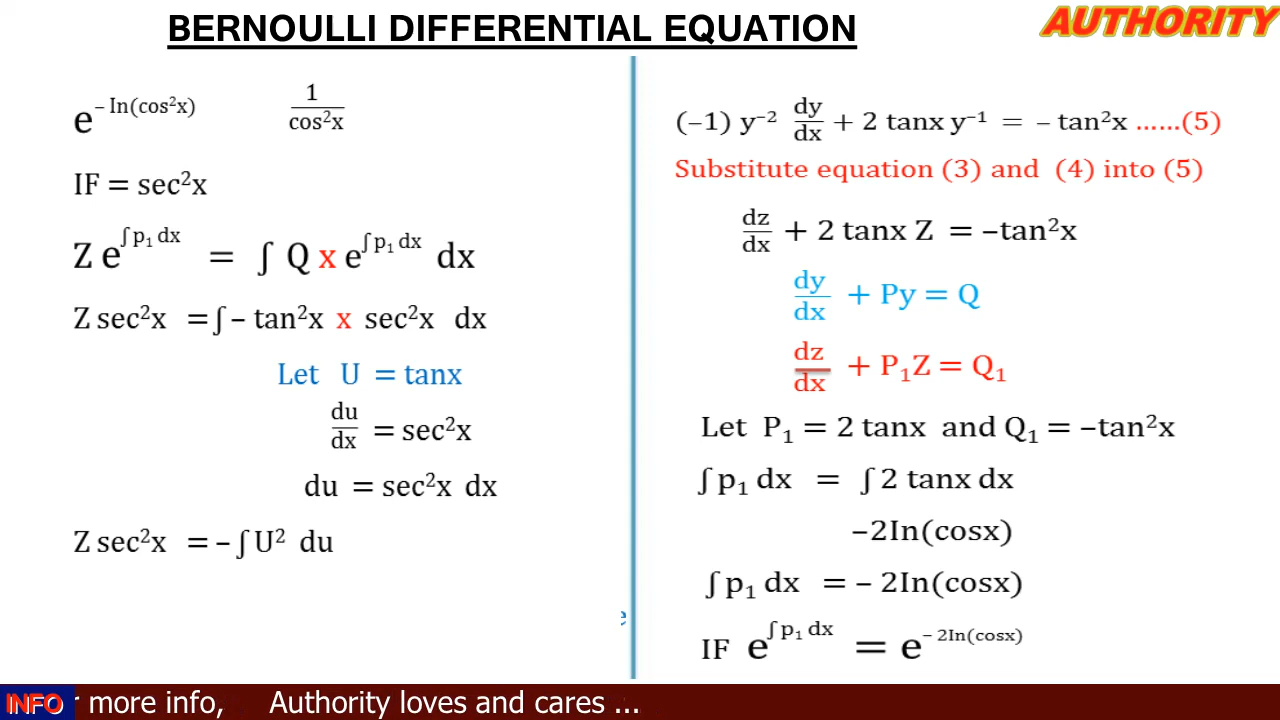 BERNOULLI DIFFERENTIAL EQUATION
AUTHORITY
e^– In(cos²x) 1/cos²x
IF = sec²x
Z e^∫p₁ dx = ∫ Q x e^∫p₁ dx dx
Z sec²x = ∫ – tan²x x sec²x dx
Let U = tanx
du/dx = sec²x
du = sec²x dx
Z sec²x = – ∫ U² du
e
(–1) y⁻² dy/dx + 2 tanx y⁻¹ = – tan²x ......(5)
Substitute equation (3) and (4) into (5)
dz/dx + 2 tanx Z = –tan²x
dy/dx + Py = Q
dz/dx + P₁Z = Q₁
Let P₁ = 2 tanx and Q₁ = –tan²x
∫ p₁ dx = ∫ 2 tanx dx
–2In(cosx)
∫ p₁ dx = – 2In(cosx)
IF e^∫p₁ dx = e^– 2In(cosx)
INFO r more info, Authority loves and cares ...